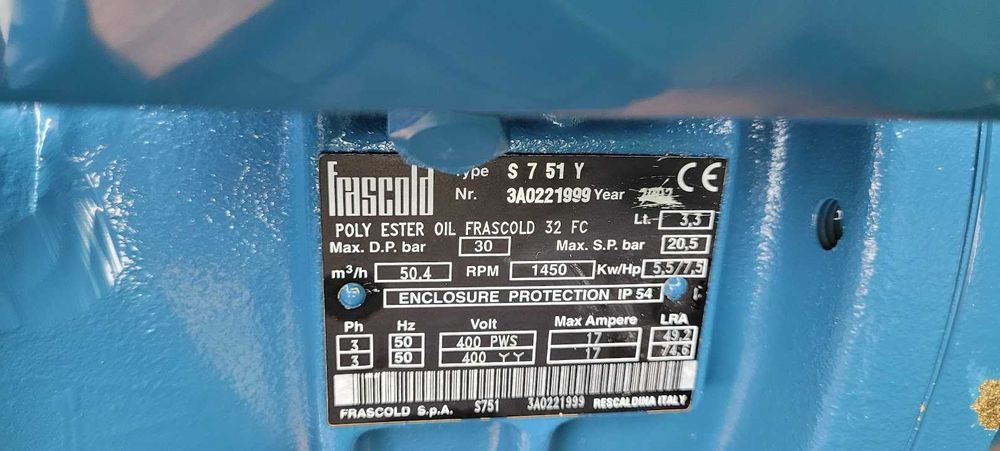 Frascold
ype S 7 51 Y
Nr. 3A0221999 Year CE
Lt. 3,3
POLY ESTER OIL FRASCOLD 32 FC
Max. D.P. bar 30 Max. S.P. bar 20,5
m³/h 50.4 RPM 1450 Kw/Hp 5,5/7,5
ENCLOSURE PROTECTION IP 54
Ph Hz Volt Max Ampere LRA
3 50 400 PWS 17 49,2
3 50 400 YY 17 74,6
FRASCOLD S.p.A. S751 3A0221999 RESCALDINA ITALY